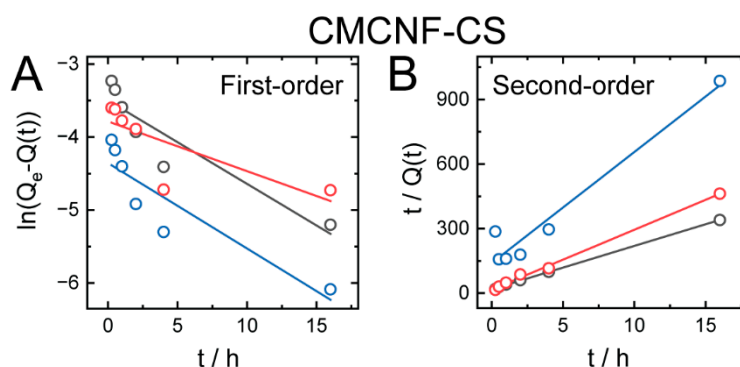 CMCNF-CS
A
First-order
ln(Qₑ-Q(t))
−3
−4
−5
−6
0
5
10
15
t / h
B
Second-order
t / Q(t)
900
600
300
0
0
5
10
15
t / h